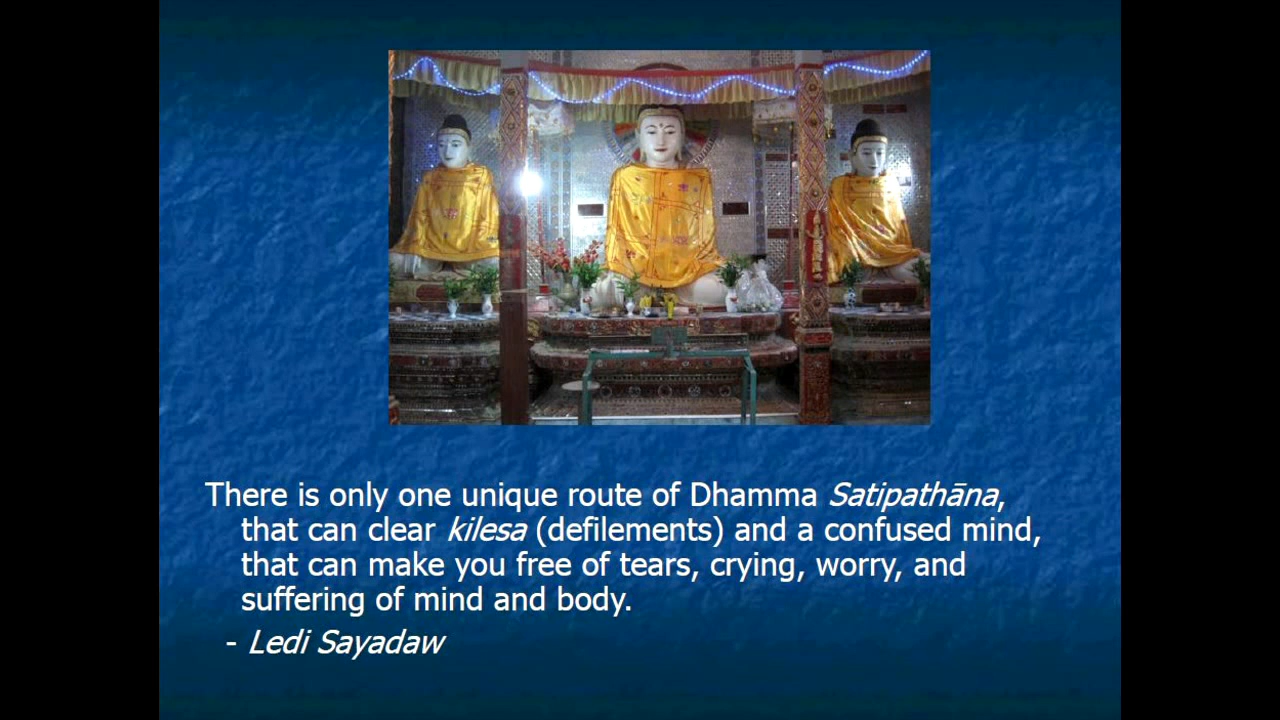 There is only one unique route of Dhamma Satipathāna,
that can clear kilesa (defilements) and a confused mind,
that can make you free of tears, crying, worry, and
suffering of mind and body.
- Ledi Sayadaw